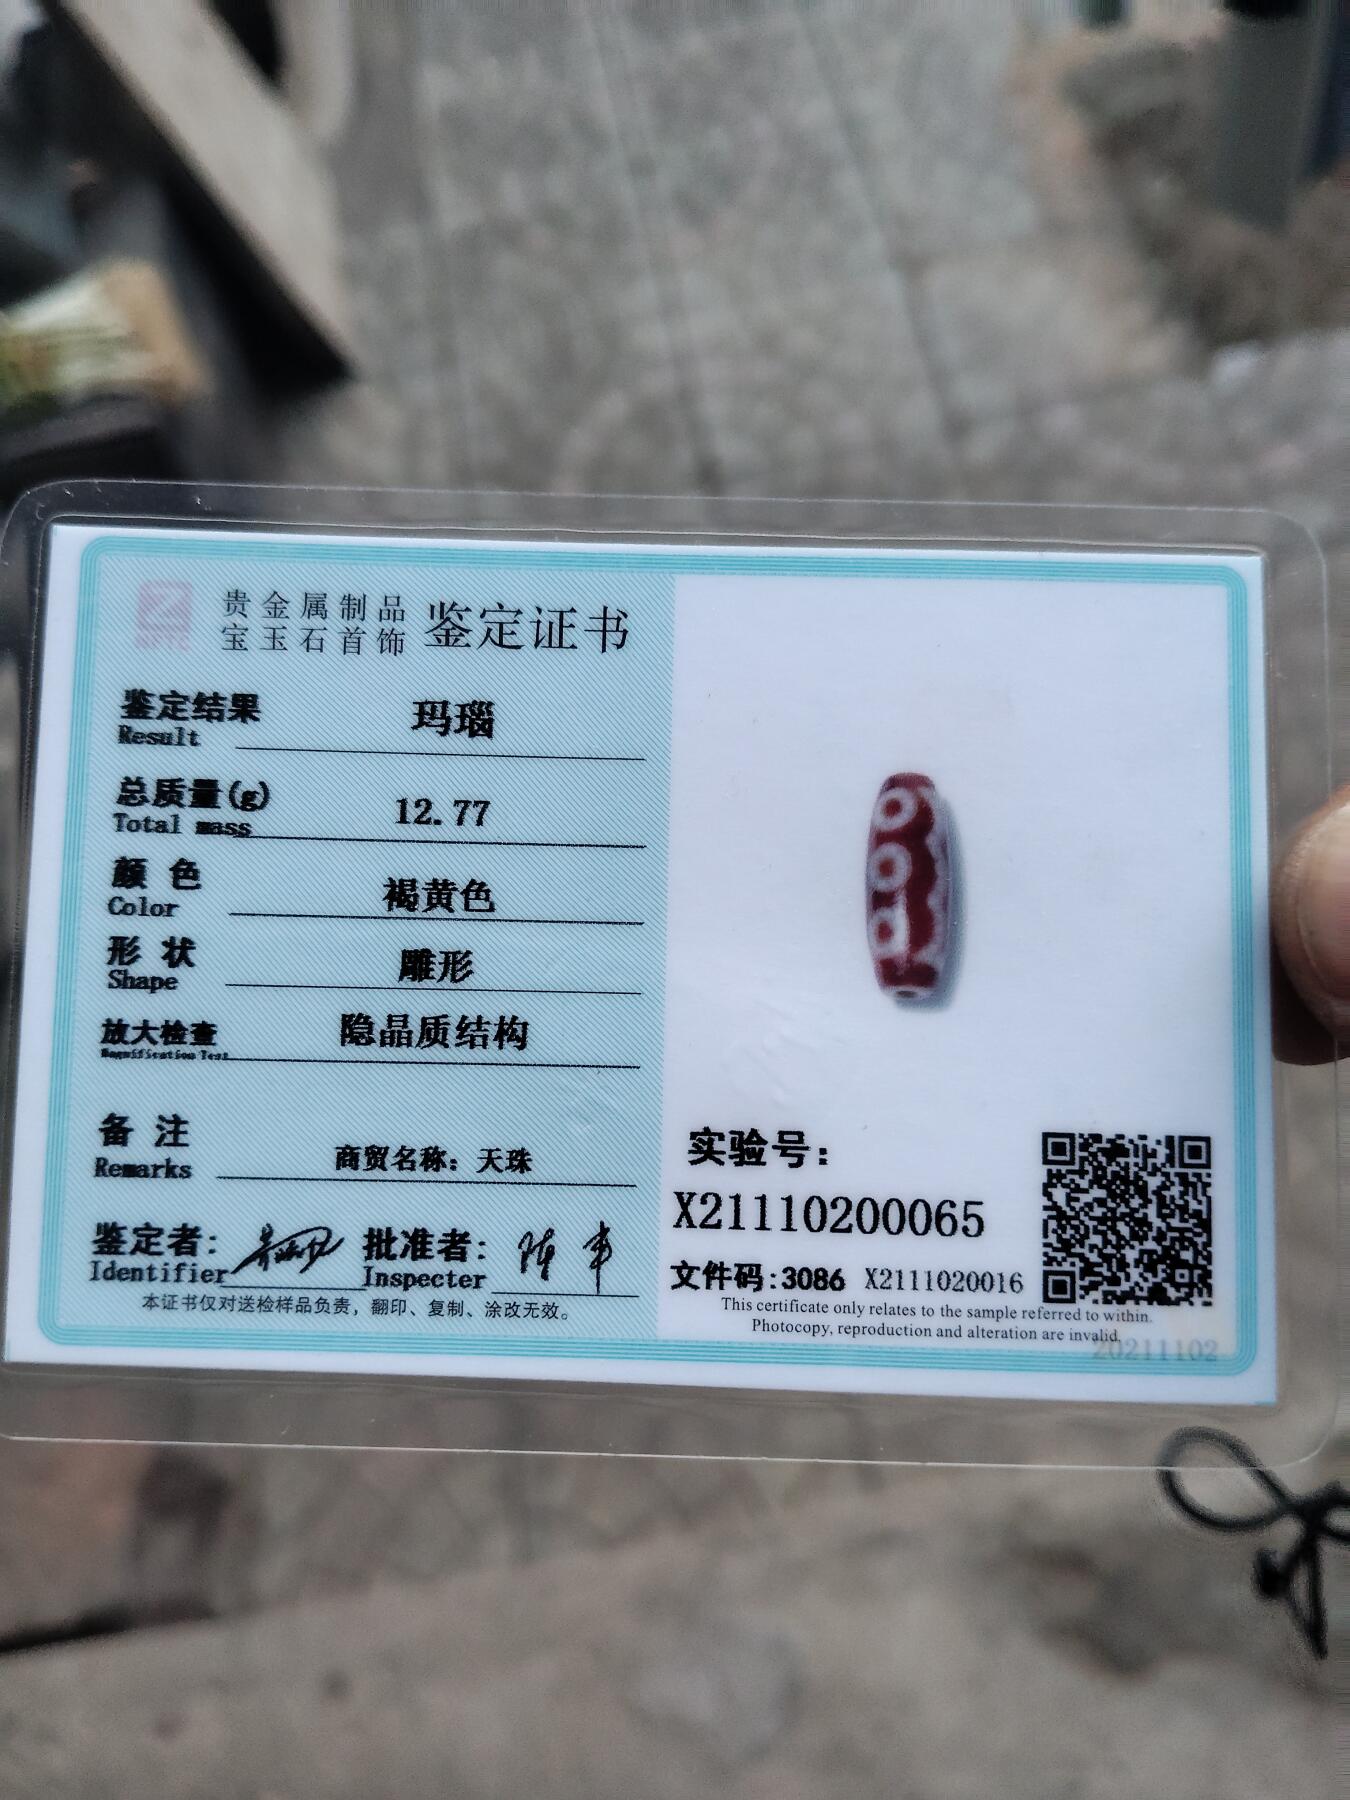 贵金属制品
宝玉石首饰
鉴定证书
鉴定结果 玛瑙
Result
总质量(g) 12.77
Total mass
颜色 褐黄色
Color
形状 雕形
Shape
放大检查 隐晶质结构
Magnification Test
备注 商贸名称：天珠
Remarks
鉴定者： 批准者：
Identifier Inspecter
本证书仅对送检样品负责，翻印、复制、涂改无效。
实验号：
X21110200065
文件码:3086 X2111020016
This certificate only relates to the sample referred to within.
Photocopy, reproduction and alteration are invalid.
20211102